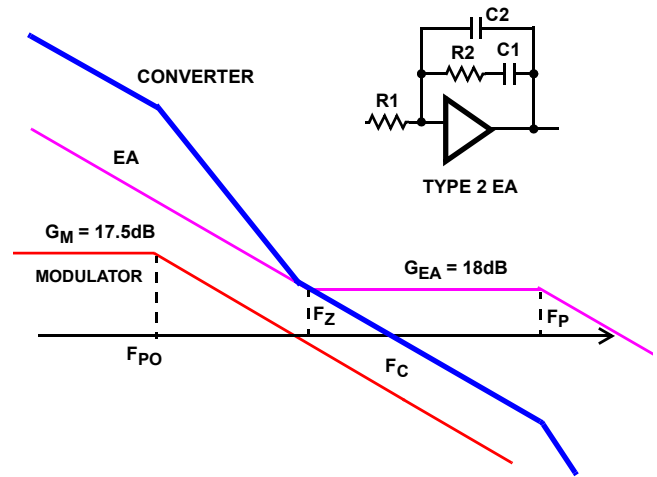 C2
CONVERTER
R2
C1
R1
EA
TYPE 2 EA
GM = 17.5dB
GEA = 18dB
MODULATOR
FZ
FP
FPO
FC